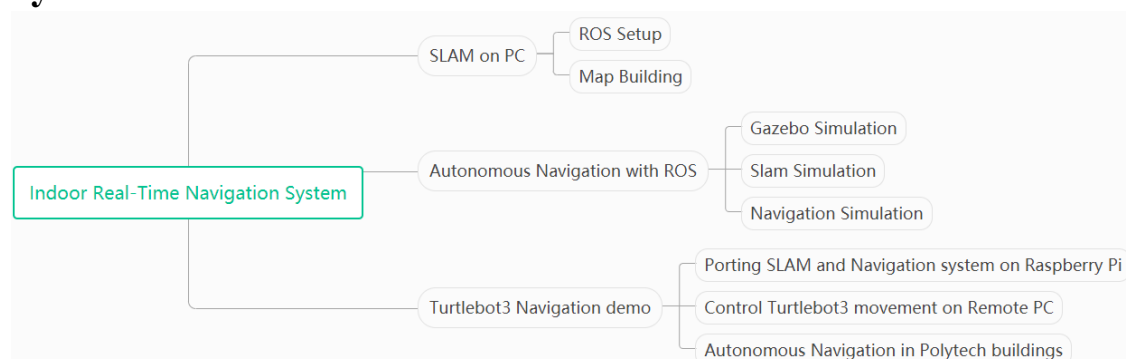 SLAM on PC
ROS Setup
Map Building
Indoor Real-Time Navigation System
Autonomous Navigation with ROS
Gazebo Simulation
Slam Simulation
Navigation Simulation
Turtlebot3 Navigation demo
Porting SLAM and Navigation system on Raspberry Pi
Control Turtlebot3 movement on Remote PC
Autonomous Navigation in Polytech buildings